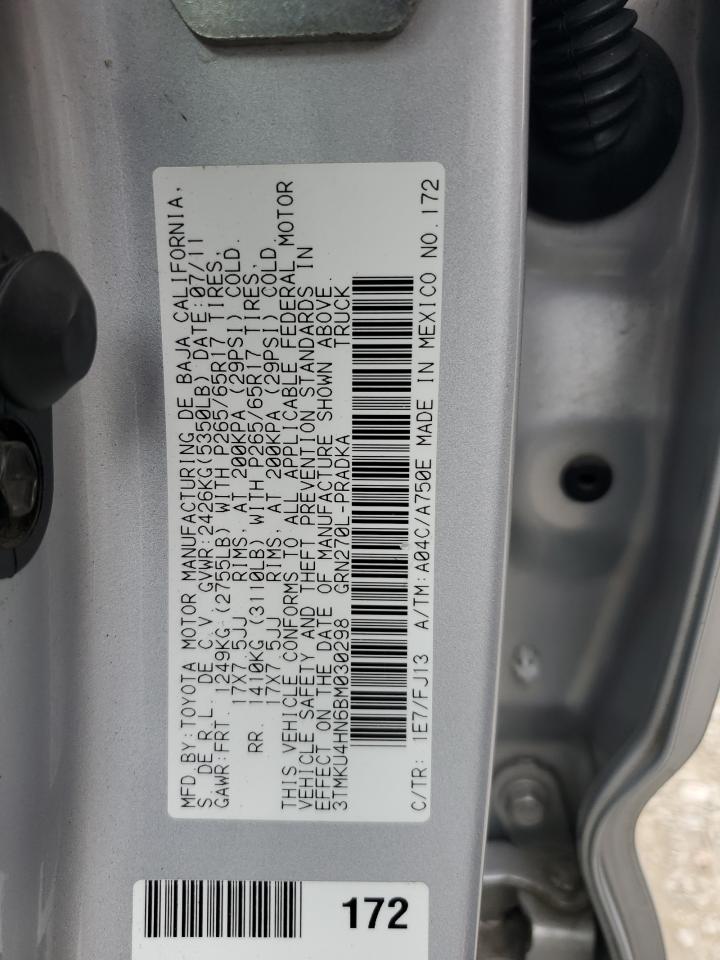 MFD.BY:TOYOTA MOTOR MANUFACTURING DE BAJA CALIFORNIA,
S. DE R.L. DE C.V. GVWR:2426KG(5350LB) DATE:07/11
GAWR:FRT. 1249KG (2755LB) WITH P265/65R17 TIRES,
17X7.5JJ RIMS, AT 200KPA (29PSI) COLD.
RR. 1410KG (3110LB) WITH P265/65R17 TIRES,
17X7.5JJ RIMS, AT 200KPA (29PSI) COLD.
THIS VEHICLE CONFORMS TO ALL APPLICABLE FEDERAL MOTOR
VEHICLE SAFETY AND THEFT PREVENTION STANDARDS IN
EFFECT ON THE DATE OF MANUFACTURE SHOWN ABOVE.
3TMKU4HN6BM030298 GRN270L-PRADKA TRUCK
C/TR: 1E7/FJ13 A/TM:A04C/A750E MADE IN MEXICO NO.172
172